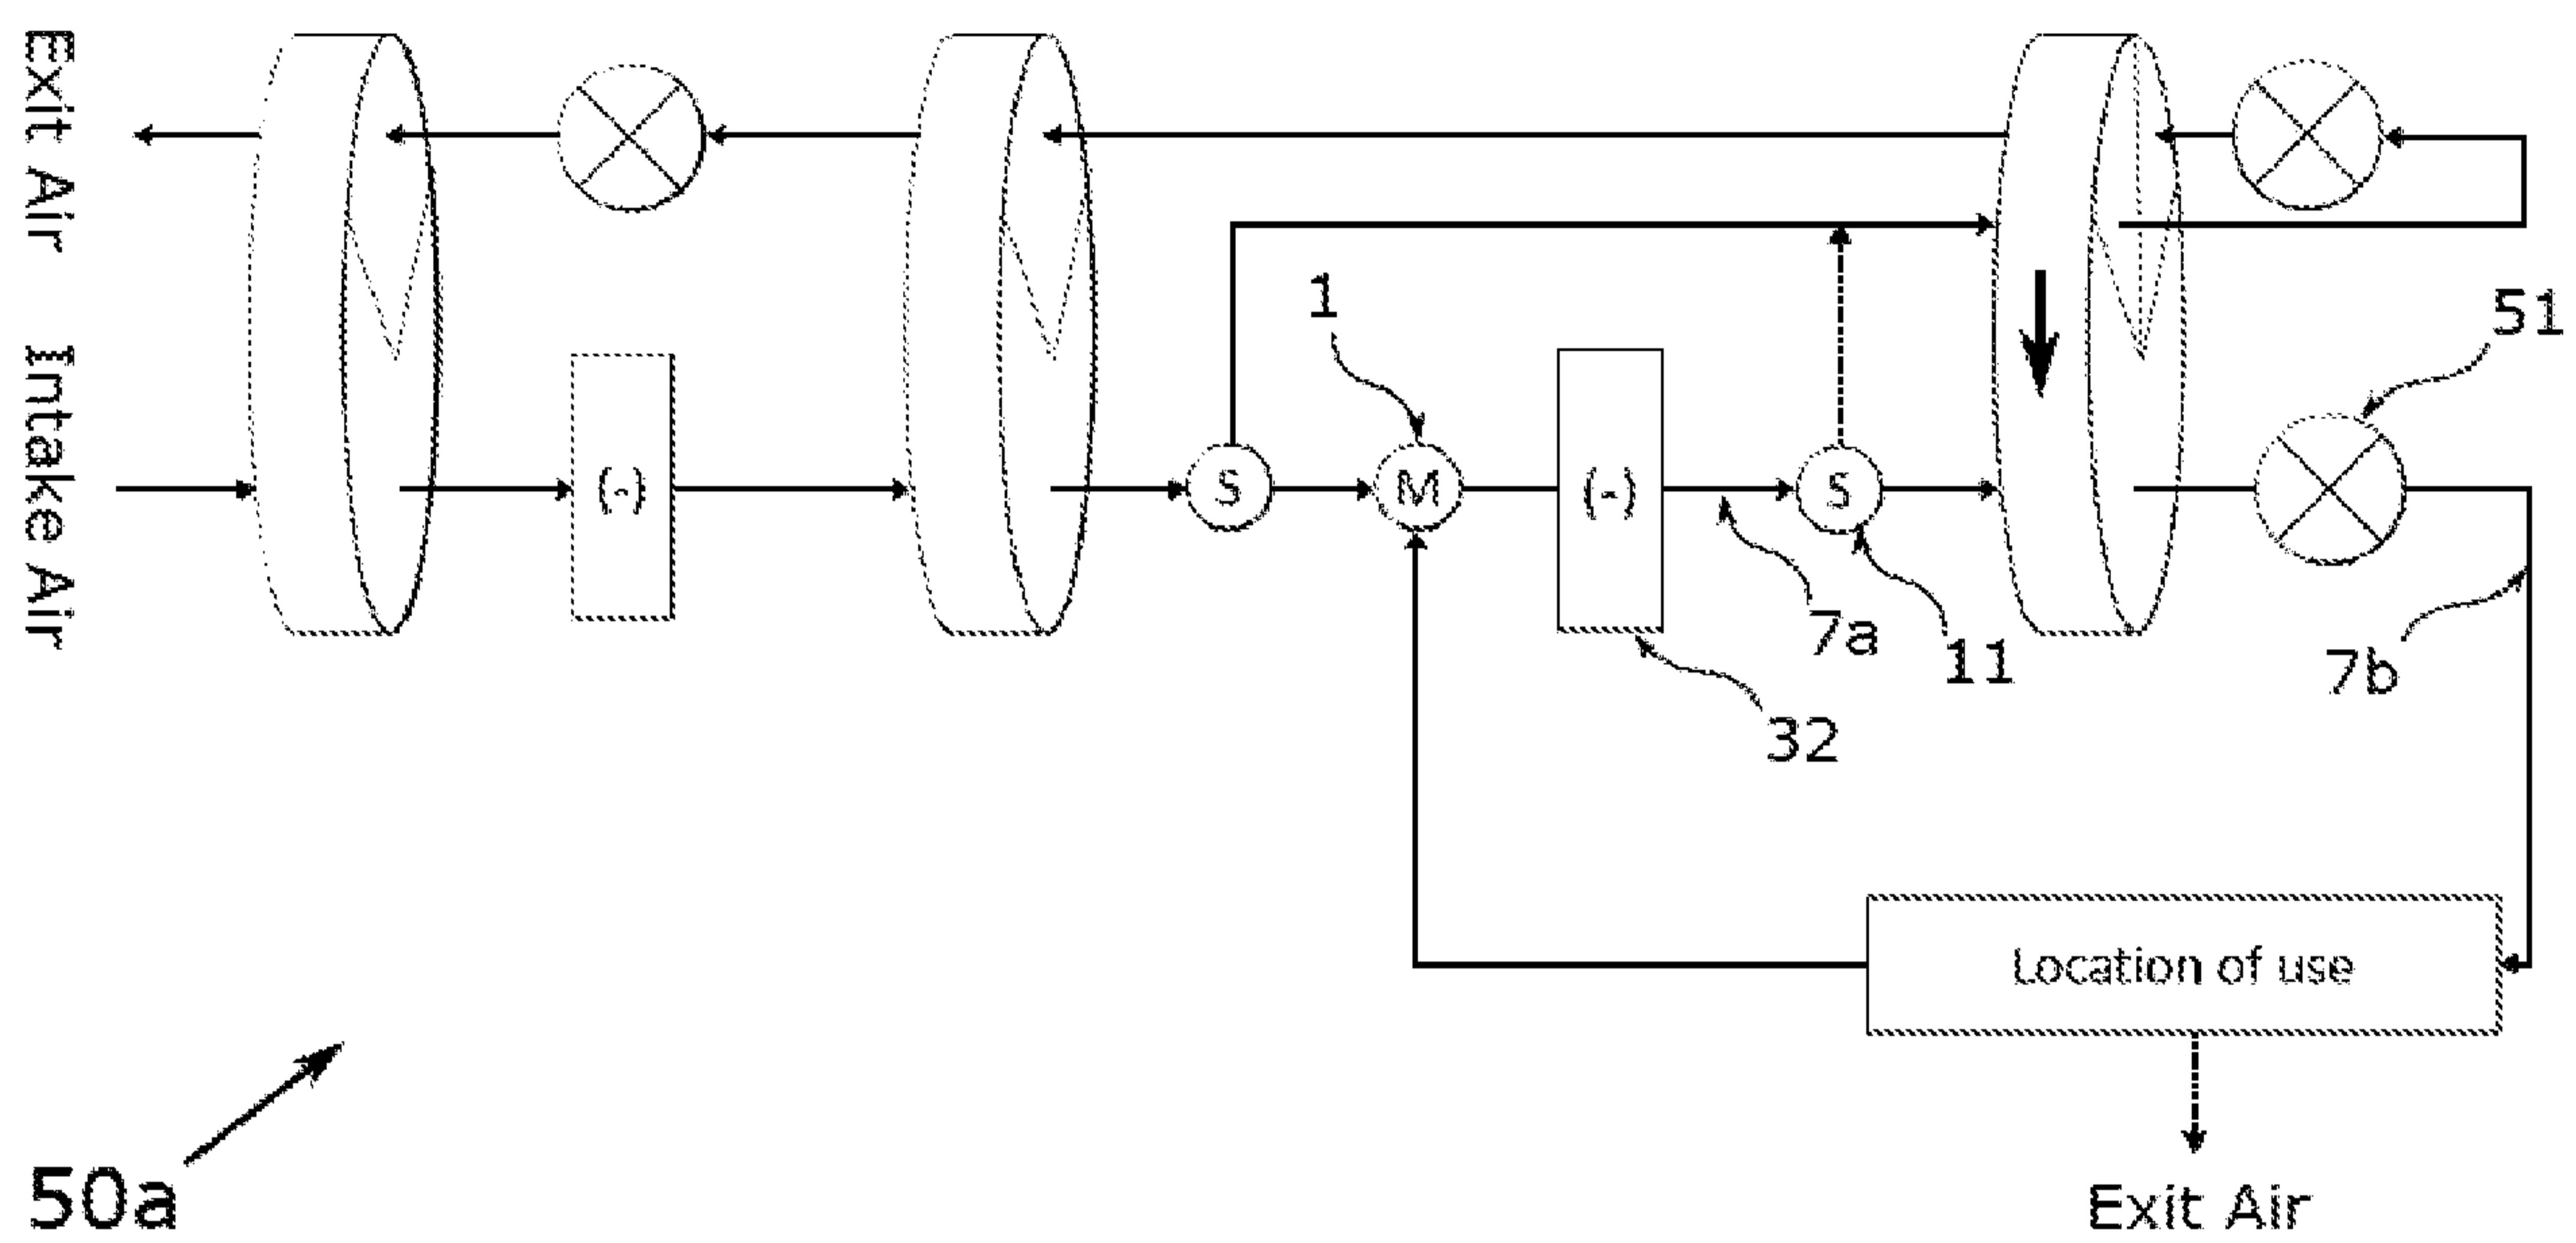 Exit Air
Intake Air
1
51
(-)
S
M
(-)
S
7a
11
7b
32
Location of use
50a
Exit Air